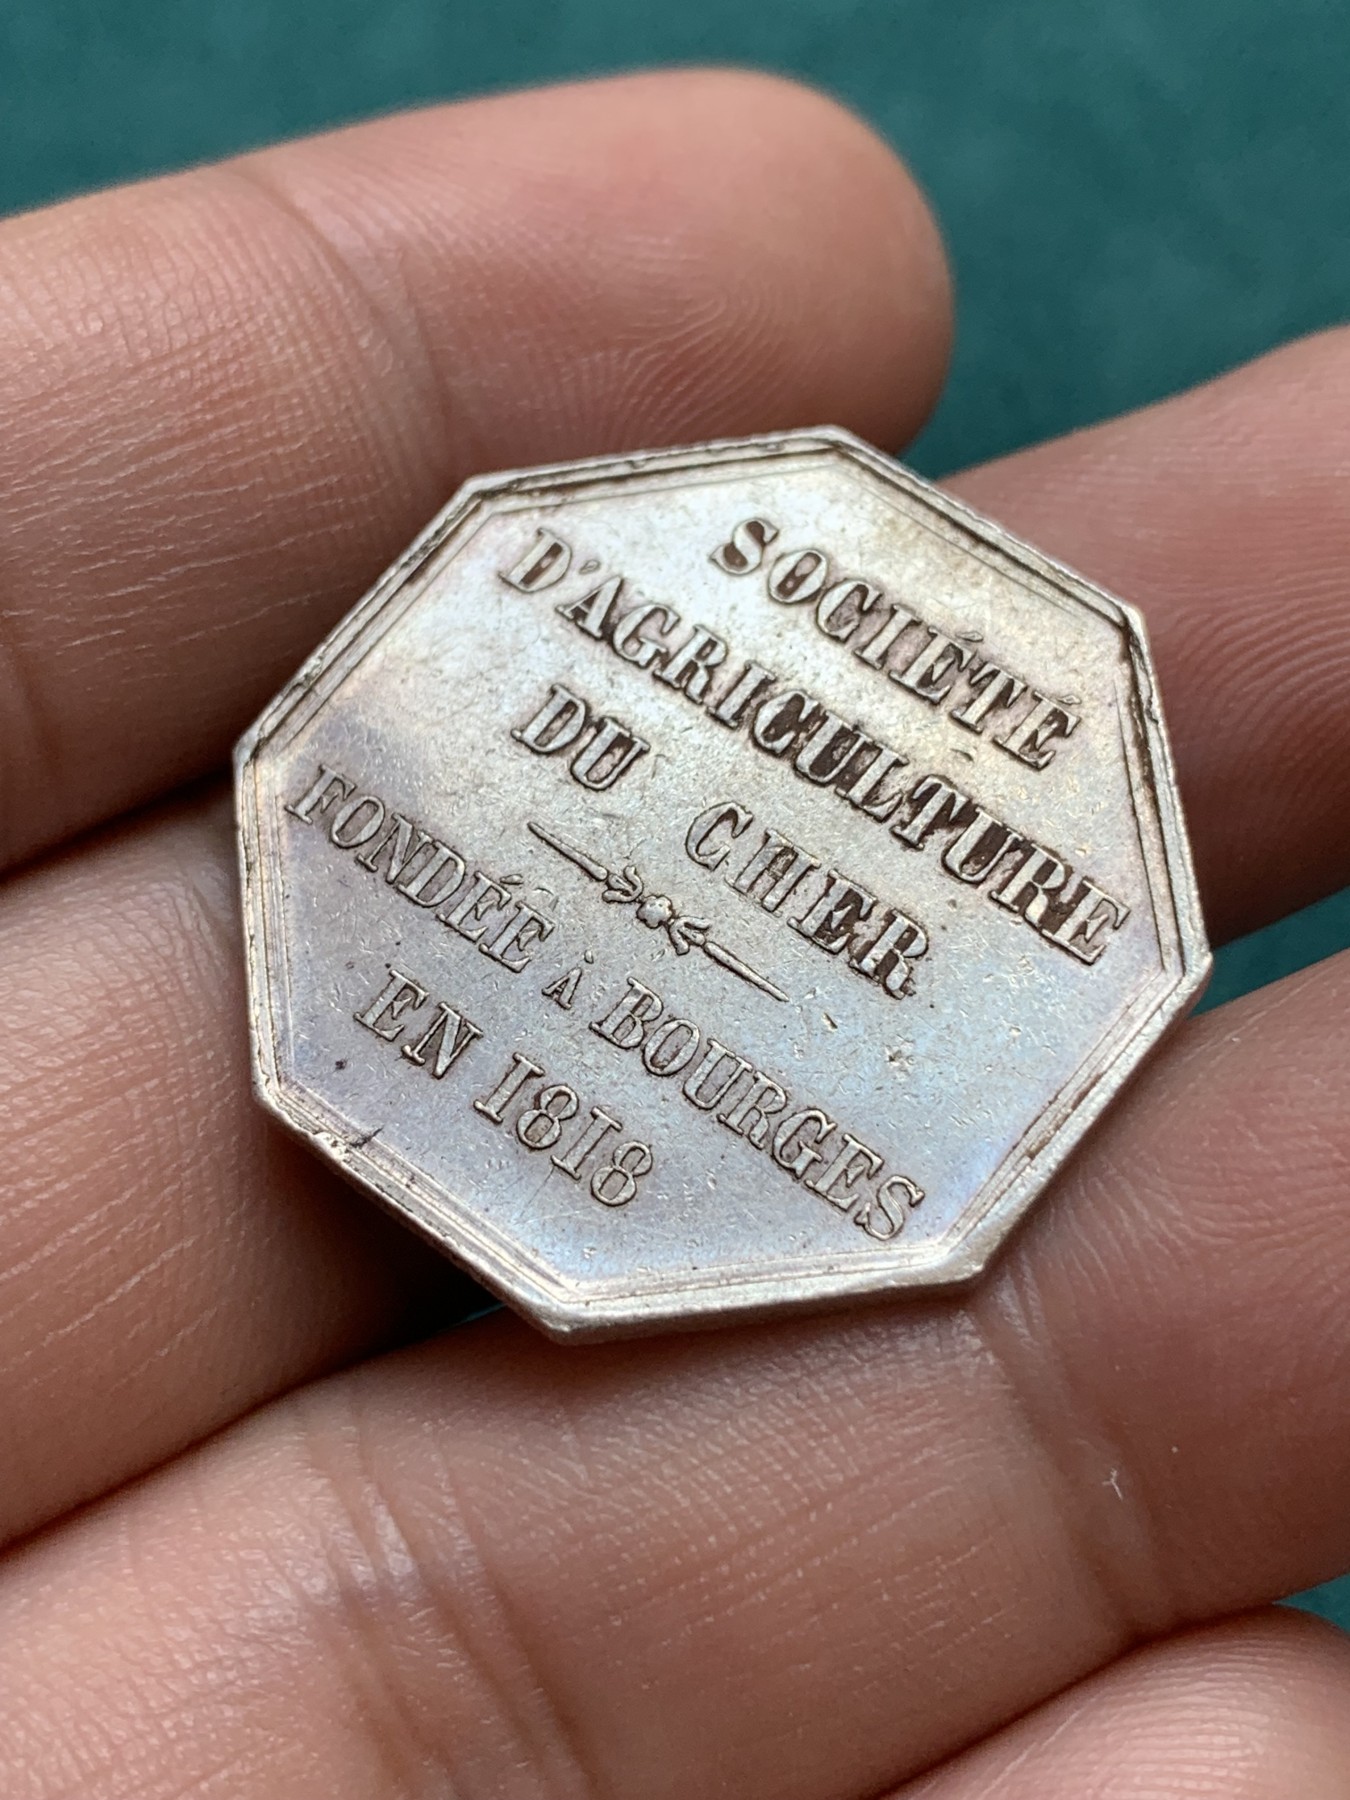 SOCIÉTÉ
D'AGRICULTURE
DU CHER
FONDÉE À BOURGES
EN 1818